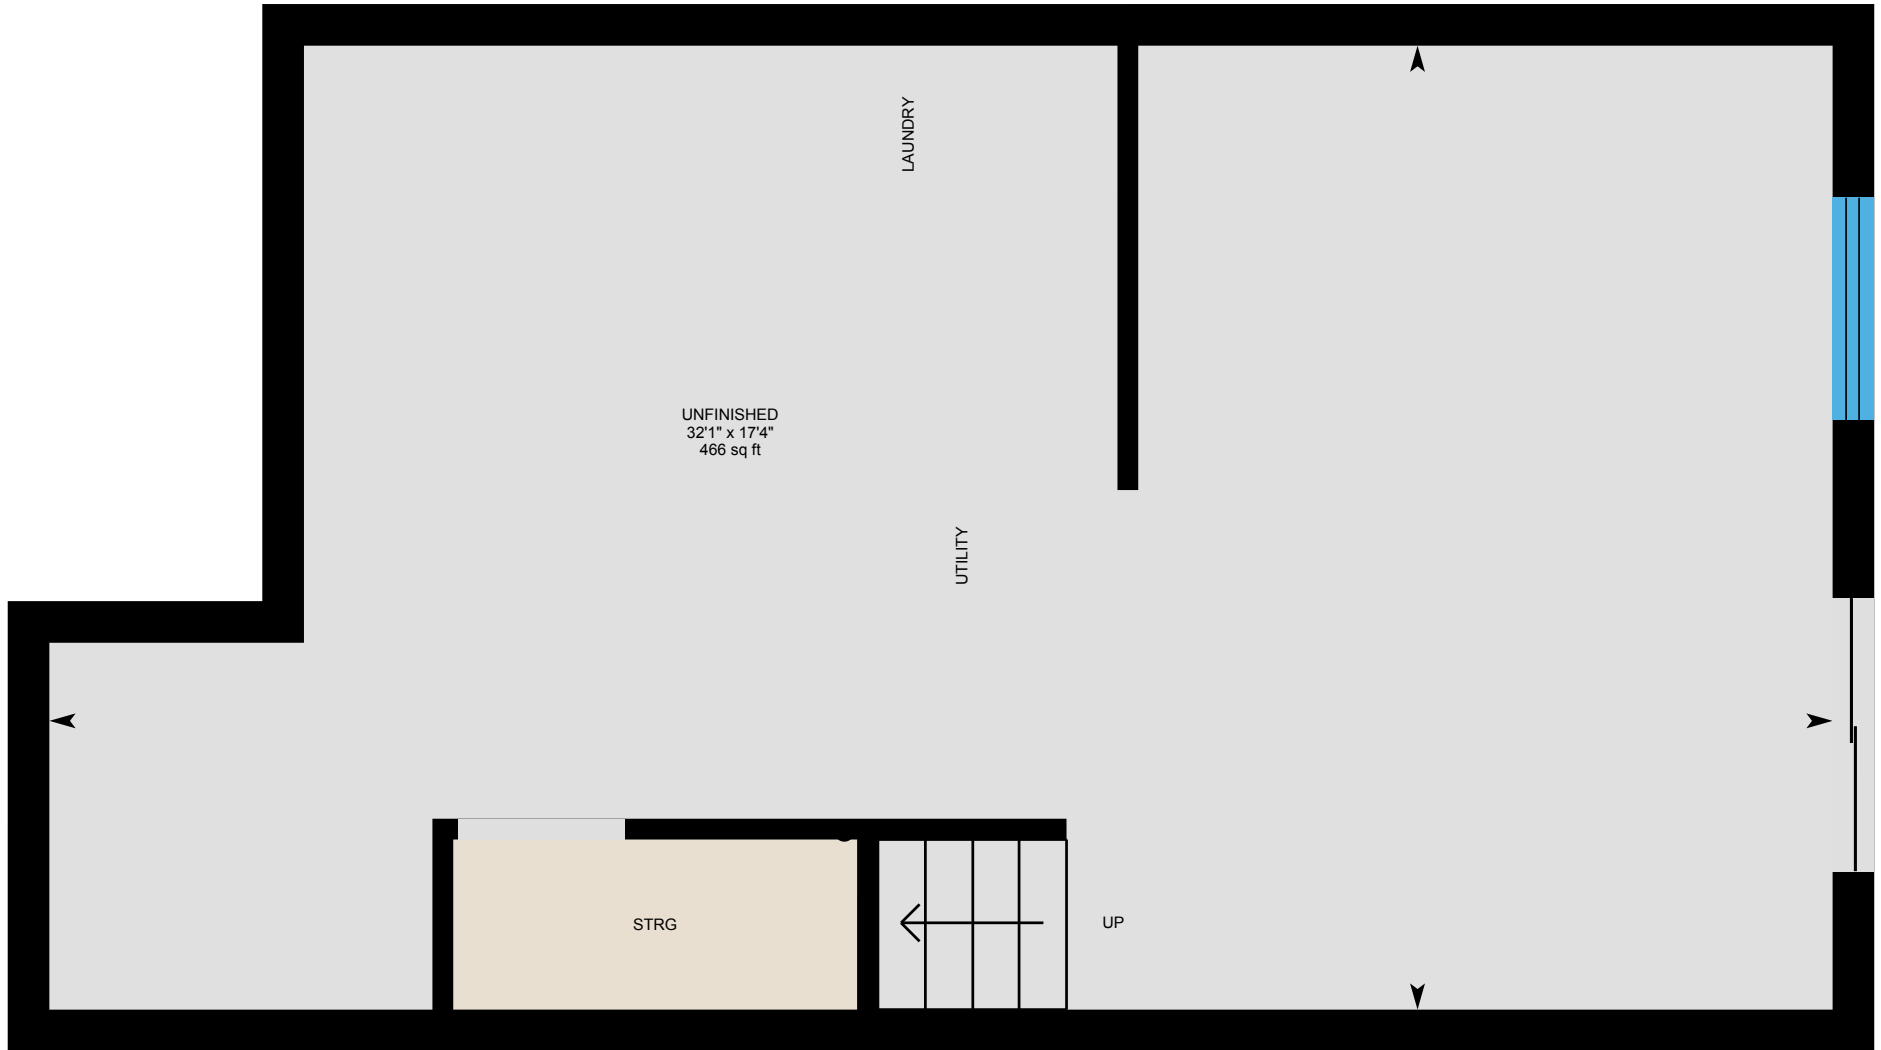 LAUNDRY
UNFINISHED
32'1" x 17'4"
466 sq ft
UTILITY
STRG
UP